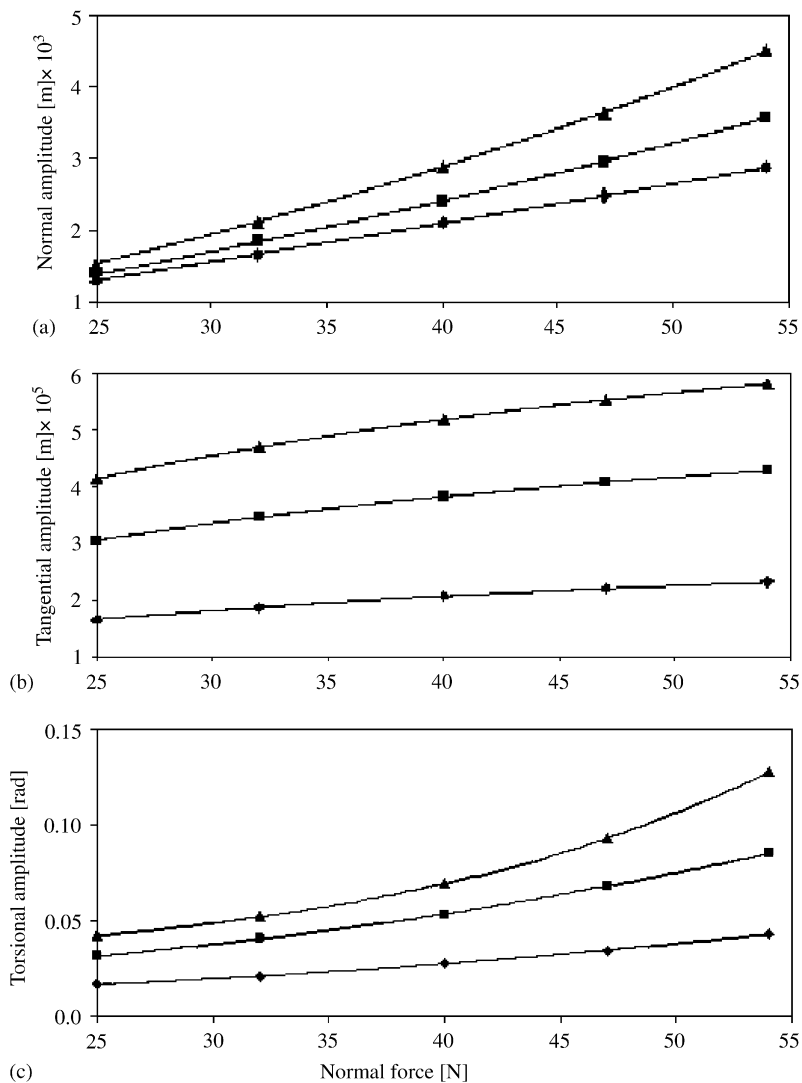 Normal amplitude [m]× 10³
5
4
3
2
1
25 30 35 40 45 50 55
(a)
Tangential amplitude [m]× 10⁵
6
5
4
3
2
1
25 30 35 40 45 50 55
(b)
Torsional amplitude [rad]
0.15
0.10
0.05
0.0
25 30 35 40 45 50 55
(c)
Normal force [N]